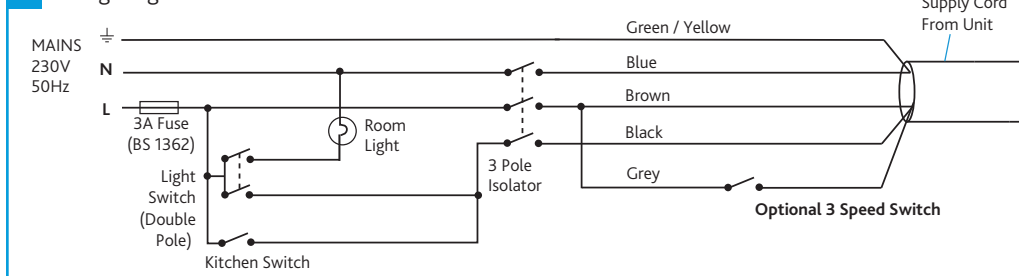 Supply Cord
From Unit
Green / Yellow
MAINS
230V
50Hz
N
Blue
L
Brown
3A Fuse
(BS 1362)
Room
Light
Black
3 Pole
Isolator
Light
Switch
(Double
Pole)
Grey
Optional 3 Speed Switch
Kitchen Switch